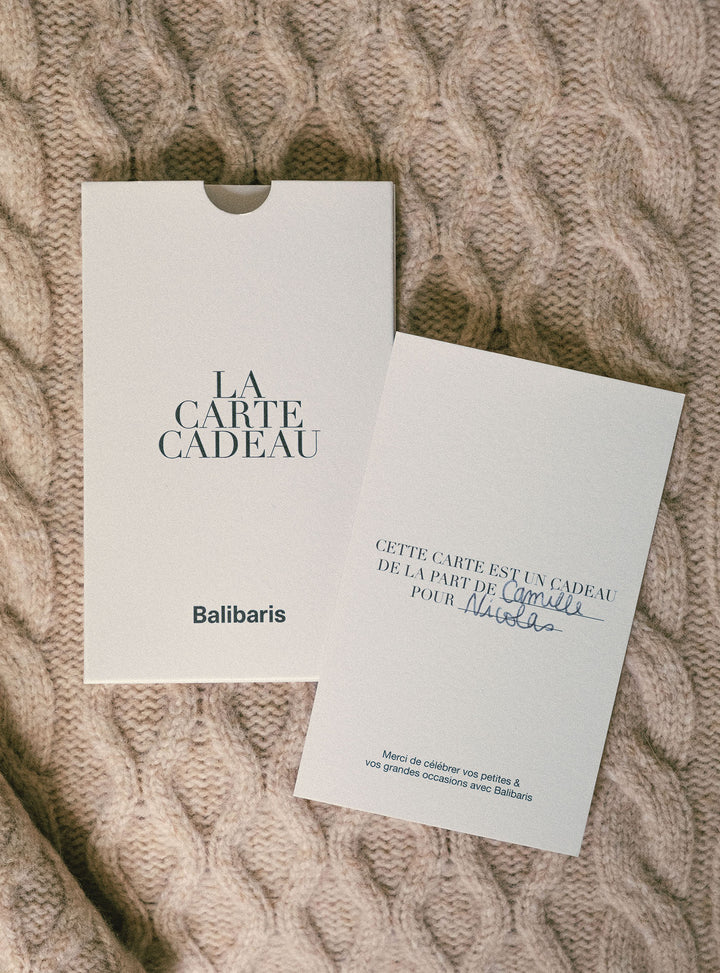 LA
CARTE
CADEAU
Balibaris
CETTE CARTE EST UN CADEAU
DE LA PART DE Camille
POUR Nicolas
Merci de célébrer vos petites &
vos grandes occasions avec Balibaris